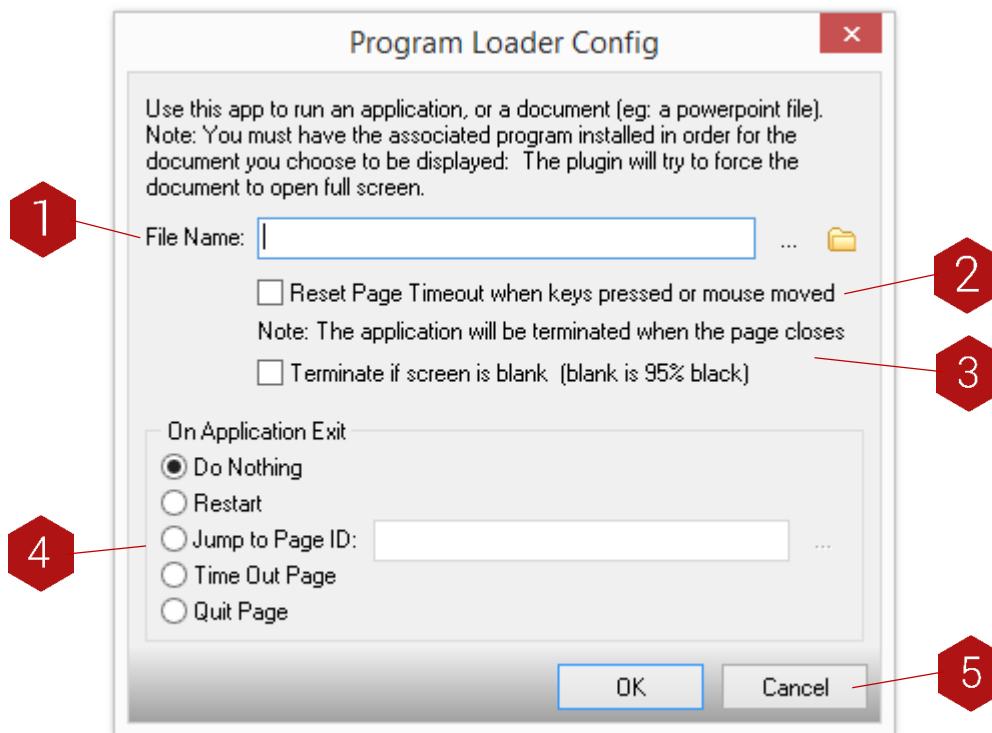 Program Loader Config
Use this app to run an application, or a document (eg: a powerpoint file).
Note: You must have the associated program installed in order for the
document you choose to be displayed:  The plugin will try to force the
document to open full screen.
1
File Name:
...
2
Reset Page Timeout when keys pressed or mouse moved
Note: The application will be terminated when the page closes
3
Terminate if screen is blank  (blank is 95% black)
On Application Exit
Do Nothing
Restart
4
Jump to Page ID:
...
Time Out Page
Quit Page
OK
Cancel
5